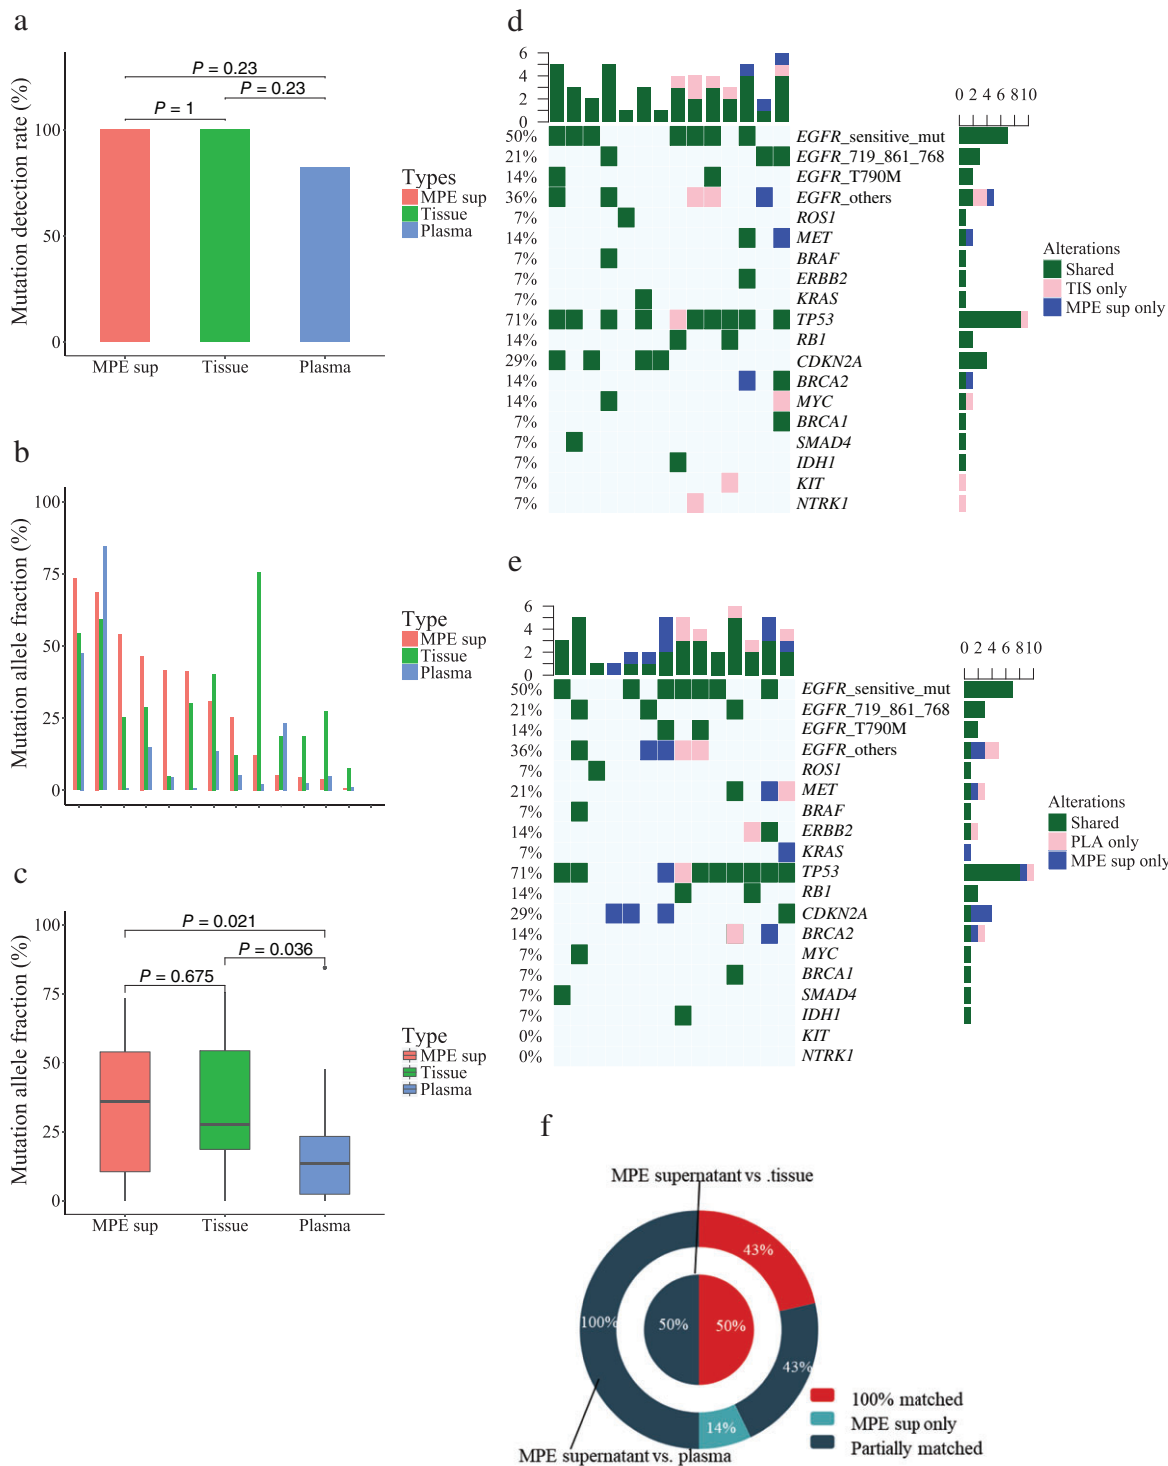 a
Mutation detection rate (%)
100
50
0
P = 0.23
P = 0.23
P = 1
MPE sup
Tissue
Plasma
Types
MPE sup
Tissue
Plasma
b
Mutation allele fraction (%)
100
75
50
25
0
Type
MPE sup
Tissue
Plasma
c
Mutation allele fraction (%)
100
75
50
25
0
P = 0.021
P = 0.036
P = 0.675
MPE sup
Tissue
Plasma
Type
MPE sup
Tissue
Plasma
d
6
4
2
0
0 2 4 6 8 10
50% EGFR_sensitive_mut
21% EGFR_719_861_768
14% EGFR_T790M
36% EGFR_others
7% ROS1
14% MET
7% BRAF
7% ERBB2
7% KRAS
71% TP53
14% RB1
29% CDKN2A
14% BRCA2
14% MYC
7% BRCA1
7% SMAD4
7% IDH1
7% KIT
7% NTRK1
Alterations
Shared
TIS only
MPE sup only
e
6
4
2
0
0 2 4 6 8 10
50% EGFR_sensitive_mut
21% EGFR_719_861_768
14% EGFR_T790M
36% EGFR_others
7% ROS1
21% MET
7% BRAF
14% ERBB2
7% KRAS
71% TP53
14% RB1
29% CDKN2A
14% BRCA2
7% MYC
7% BRCA1
7% SMAD4
7% IDH1
0% KIT
0% NTRK1
Alterations
Shared
PLA only
MPE sup only
f
MPE supernatant vs .tissue
43%
100%
50%
50%
43%
14%
MPE supernatant vs. plasma
100% matched
MPE sup only
Partially matched